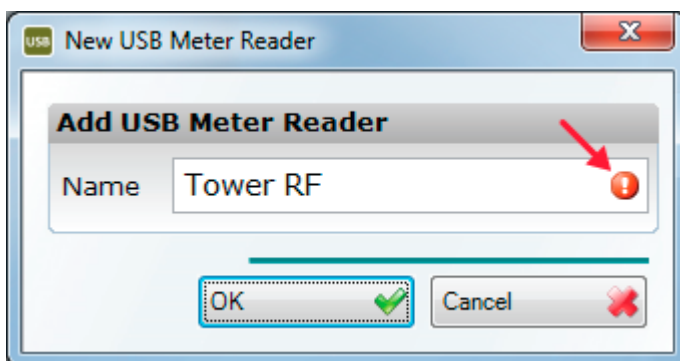 USB New USB Meter Reader
Add USB Meter Reader
Name Tower RF
OK Cancel